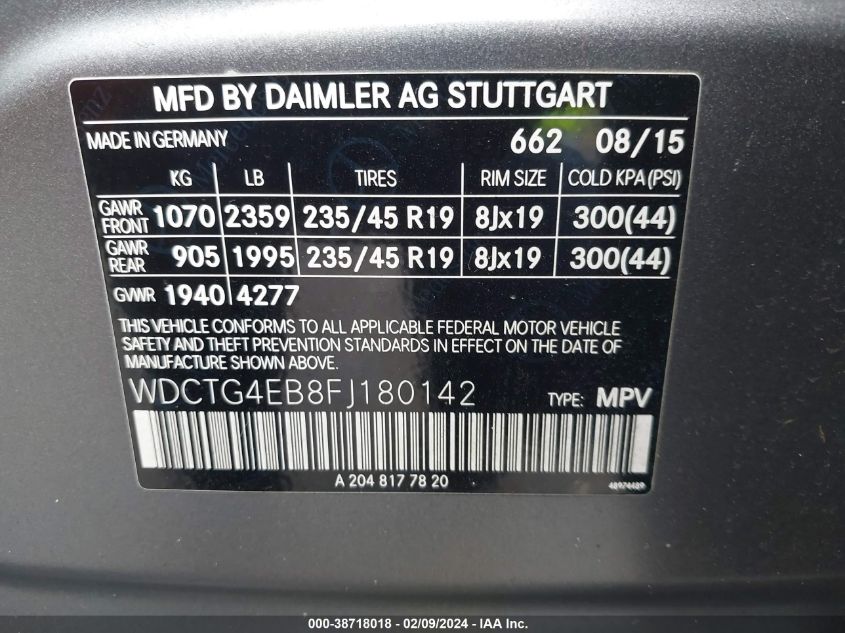 MFD BY DAIMLER AG STUTTGART
MADE IN GERMANY 662 08/15
KG LB TIRES RIM SIZE COLD KPA (PSI)
GAWR FRONT 1070 2359 235/45 R19 8Jx19 300(44)
GAWR REAR 905 1995 235/45 R19 8Jx19 300(44)
GVWR 1940 4277
THIS VEHICLE CONFORMS TO ALL APPLICABLE FEDERAL MOTOR VEHICLE
SAFETY AND THEFT PREVENTION STANDARDS IN EFFECT ON THE DATE OF
MANUFACTURE SHOWN ABOVE.
WDCTG4EB8FJ180142 TYPE: MPV
A 204 817 78 20
48974489
000-38718018 - 02/09/2024 - IAA Inc.